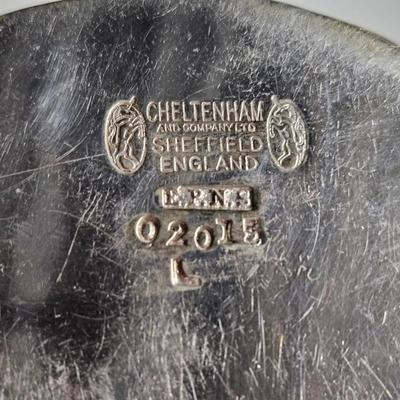 CHELTENHAM
AND COMPANY LTD
SHEFFIELD
ENGLAND
E.P.N.S
02015
L